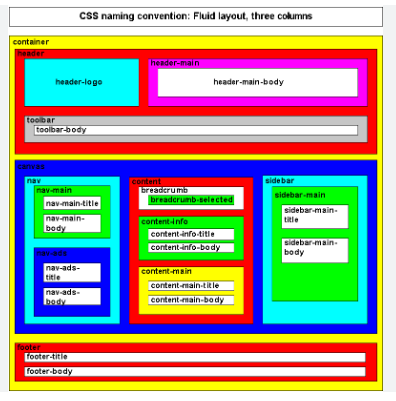 CSS naming convention: Fluid layout, three columns
container
header
header-logo
header-main
header-main-body
toolbar
toolbar-body
canvas
nav
nav-main
nav-main-title
nav-main-
body
nav-ads
nav-ads-
title
nav-ads-
body
content
breadcrumb
breadcrumb-selected
content-info
content-info-title
content-info-body
content-main
content-main-title
content-main-body
sidebar
sidebar-main
sidebar-main-
title
sidebar-main-
body
footer
footer-title
footer-body